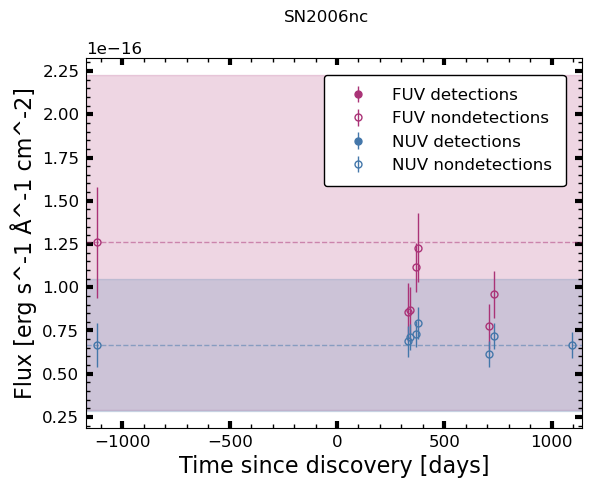 SN2006nc
1e−16
2.25
2.00
1.75
1.50
1.25
1.00
0.75
0.50
0.25
Flux [erg s^-1 Å^-1 cm^-2]
FUV detections
FUV nondetections
NUV detections
NUV nondetections
−1000
−500
0
500
1000
Time since discovery [days]